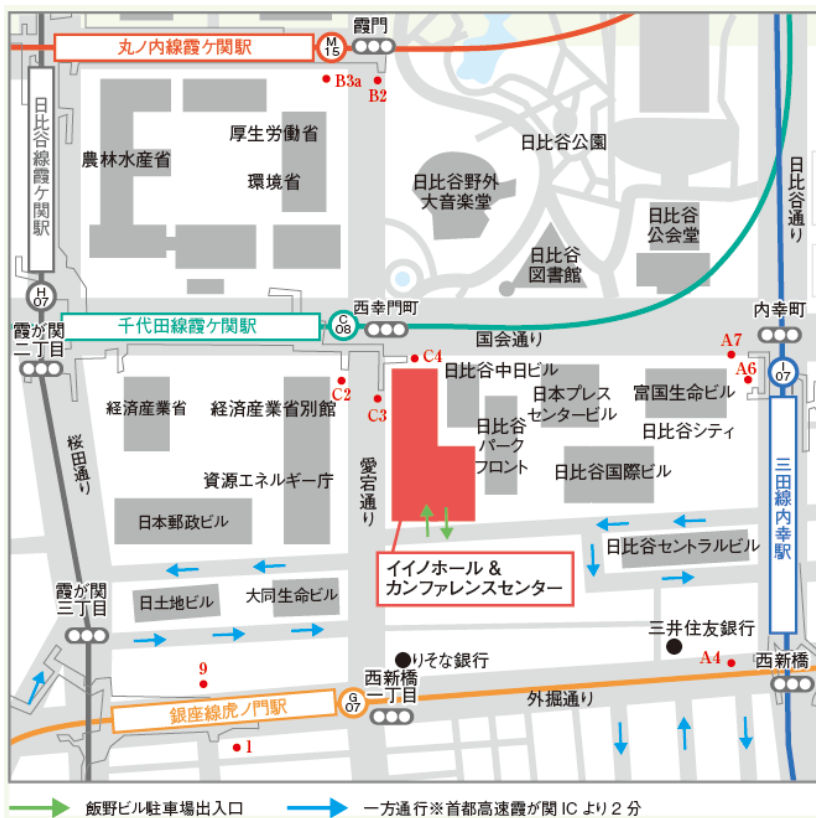 霞門
丸ノ内線霞ケ関駅
M
15
B3a
B2
日比谷線霞ケ関駅
厚生労働省
農林水産省
環境省
日比谷公園
日比谷野外
大音楽堂
日比谷
公会堂
日比谷
図書館
日比谷通り
H
07
千代田線霞ケ関駅
C
08
西幸門町
国会通り
内幸町
霞が関
二丁目
C4
A7
A6
I
07
C2
C3
日比谷中日ビル
経済産業省
経済産業省別館
日本プレス
センタービル
富国生命ビル
日比谷シティ
日比谷
パーク
フロント
桜田通り
愛宕通り
資源エネルギー庁
日比谷国際ビル
三田線内幸駅
日本郵政ビル
日比谷セントラルビル
イイノホール &
カンファレンスセンター
霞が関
三丁目
日土地ビル
大同生命ビル
三井住友銀行
りそな銀行
A4
西新橋
9
西新橋
一丁目
銀座線虎ノ門駅
G
07
外掘通り
1
飯野ビル駐車場出入口
一方通行※首都高速霞が関 IC より 2 分